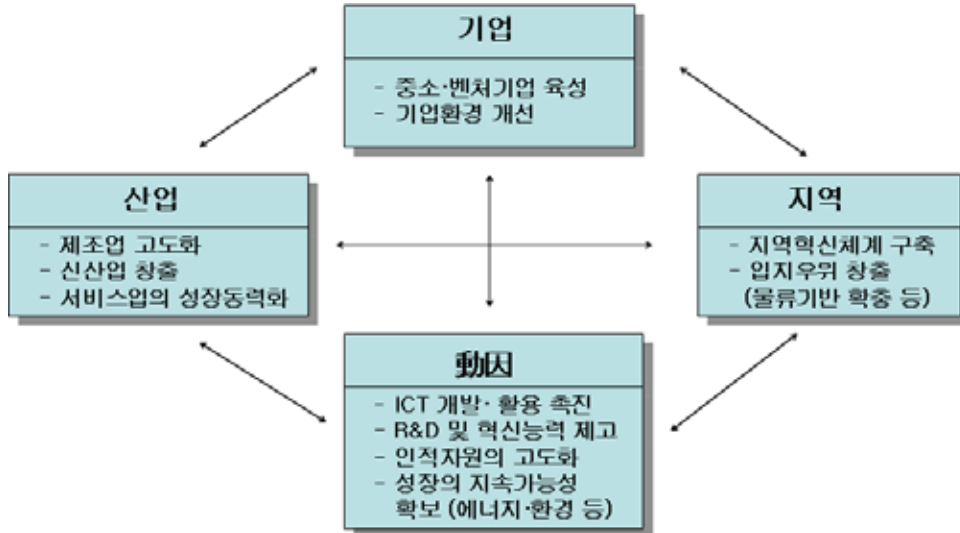 기업
- 중소·벤처기업 육성
- 기업환경 개선
산업
- 제조업 고도화
- 신산업 창출
- 서비스업의 성장동력화
지역
- 지역혁신체계 구축
- 입지우위 창출
(물류기반 확충 등)
動因
- ICT 개발· 활용 촉진
- R&D 및 혁신능력 제고
- 인적자원의 고도화
- 성장의 지속가능성
확보 (에너지·환경 등)